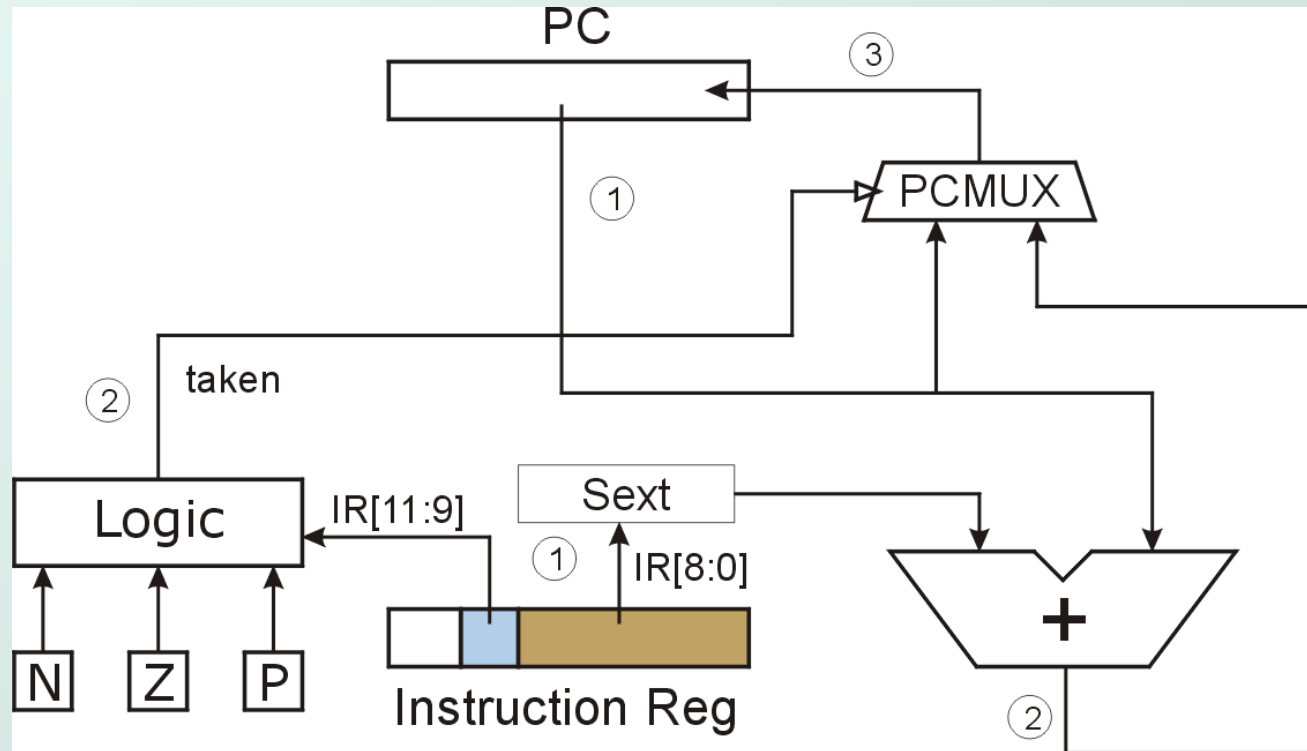 PC
3
1
PCMUX
taken
2
Logic
IR[11:9]
Sext
1
IR[8:0]
+
N
Z
P
Instruction Reg
2